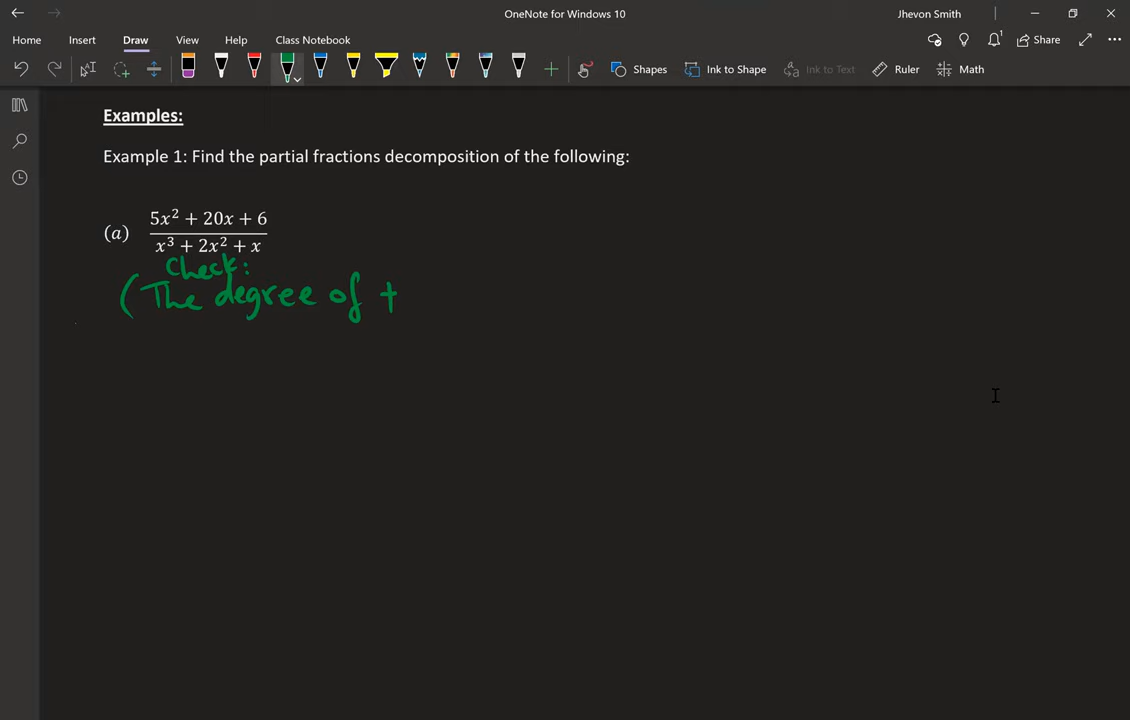 OneNote for Windows 10
Jhevon Smith
Home Insert Draw View Help Class Notebook
1 Share
Shapes Ink to Shape Ink to Text Ruler Math
Examples:
Example 1: Find the partial fractions decomposition of the following:
(a) 5x² + 20x + 6
x³ + 2x² + x
Check:
(The degree of t